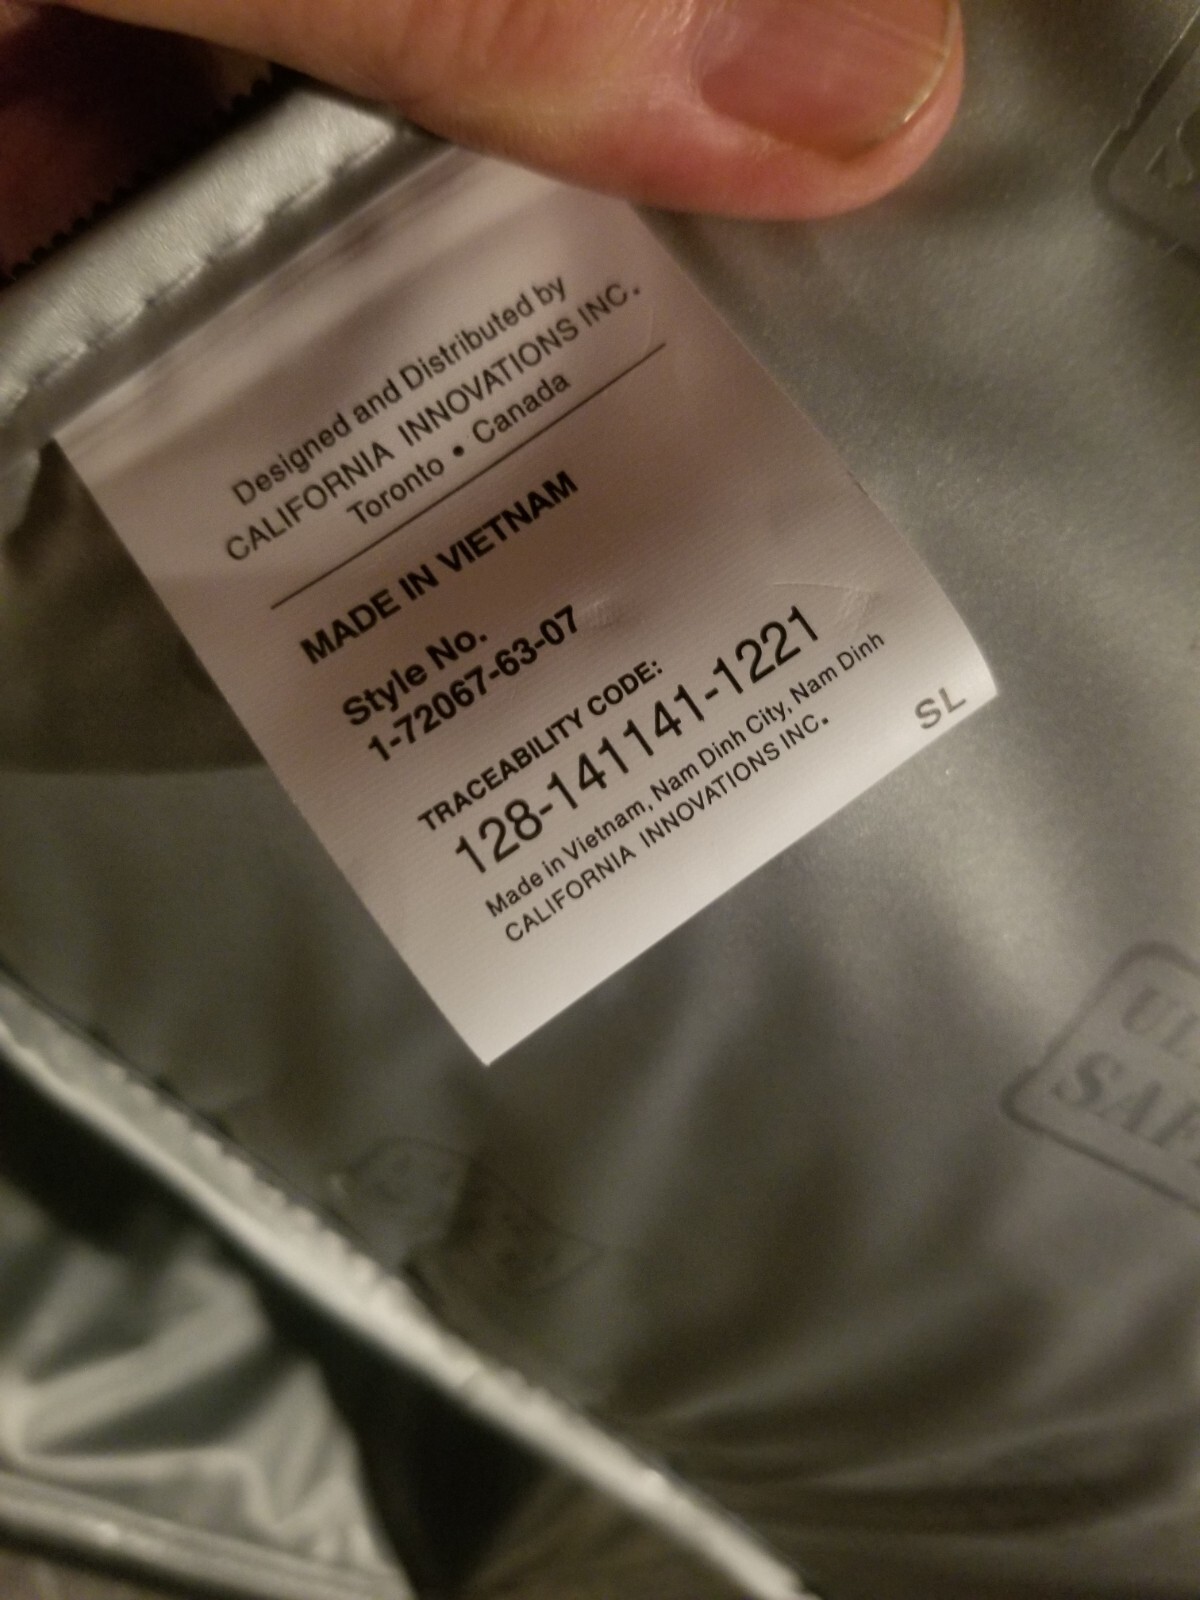 Designed and Distributed by
CALIFORNIA INNOVATIONS INC.
Toronto • Canada
MADE IN VIETNAM
Style No.
1-72067-63-07
TRACEABILITY CODE:
128-141141-1221
Made in Vietnam, Nam Dinh City, Nam Dinh
CALIFORNIA INNOVATIONS INC.
SL